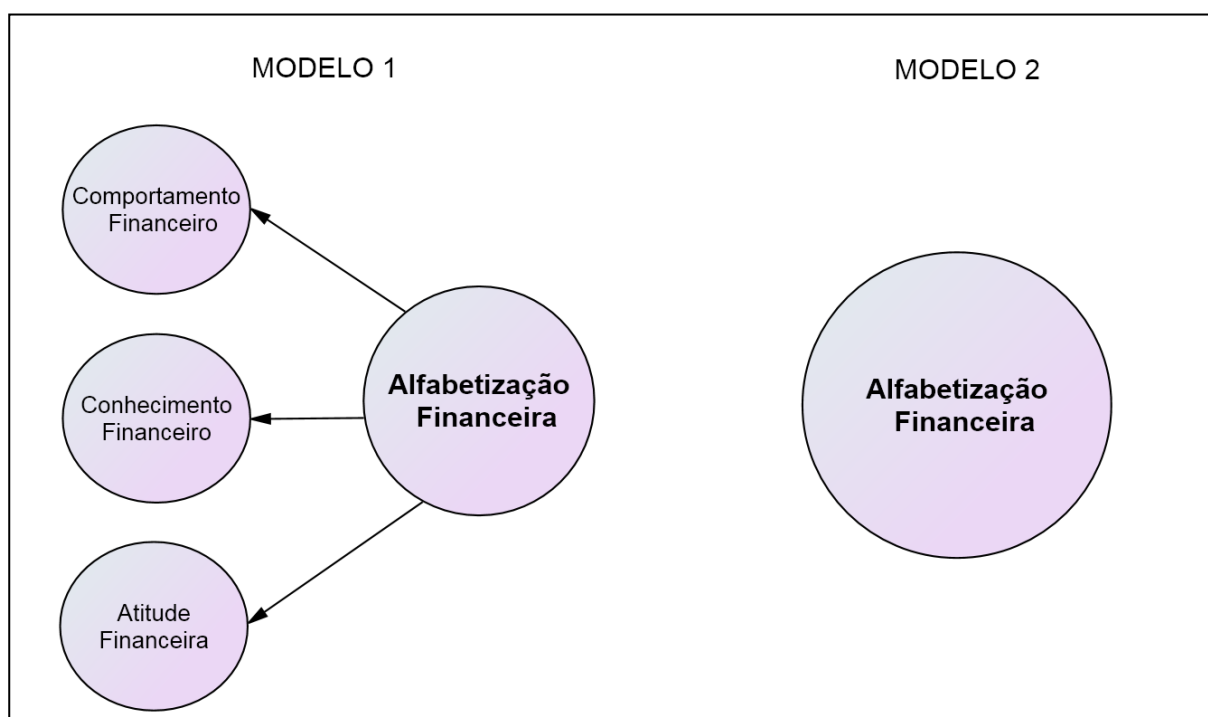 MODELO 1
Comportamento
Financeiro
Conhecimento
Financeiro
Atitude
Financeira
Alfabetização
Financeira
MODELO 2
Alfabetização
Financeira